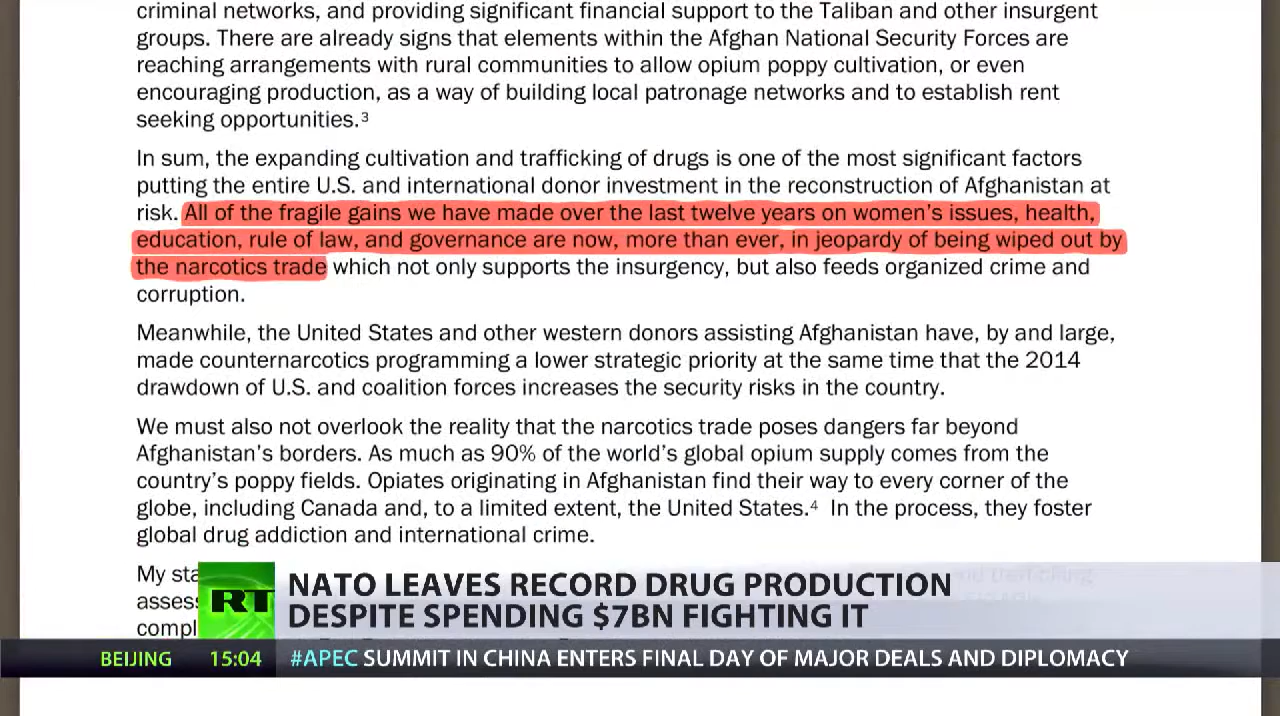 criminal networks, and providing significant financial support to the Taliban and other insurgent
groups. There are already signs that elements within the Afghan National Security Forces are
reaching arrangements with rural communities to allow opium poppy cultivation, or even
encouraging production, as a way of building local patronage networks and to establish rent
seeking opportunities.³
In sum, the expanding cultivation and trafficking of drugs is one of the most significant factors
putting the entire U.S. and international donor investment in the reconstruction of Afghanistan at
risk. All of the fragile gains we have made over the last twelve years on women's issues, health,
education, rule of law, and governance are now, more than ever, in jeopardy of being wiped out by
the narcotics trade which not only supports the insurgency, but also feeds organized crime and
corruption.
Meanwhile, the United States and other western donors assisting Afghanistan have, by and large,
made counternarcotics programming a lower strategic priority at the same time that the 2014
drawdown of U.S. and coalition forces increases the security risks in the country.
We must also not overlook the reality that the narcotics trade poses dangers far beyond
Afghanistan's borders. As much as 90% of the world's global opium supply comes from the
country's poppy fields. Opiates originating in Afghanistan find their way to every corner of the
globe, including Canada and, to a limited extent, the United States.⁴ In the process, they foster
global drug addiction and international crime.
My
RT
NATO LEAVES RECORD DRUG PRODUCTION
DESPITE SPENDING $7BN FIGHTING IT
BEIJING 15:04 #APEC SUMMIT IN CHINA ENTERS FINAL DAY OF MAJOR DEALS AND DIPLOMACY